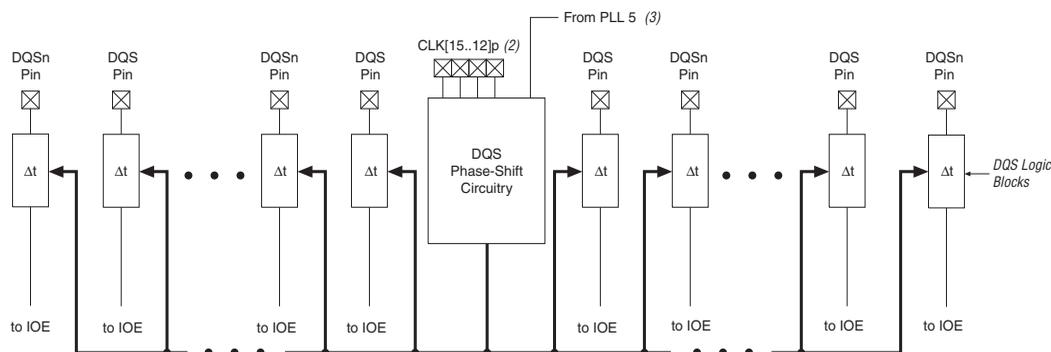 From PLL 5 (3)
CLK[15..12]p (2)
DQSn
Pin
DQS
Pin
DQSn
Pin
DQS
Pin
DQS
Pin
DQSn
Pin
DQS
Pin
DQSn
Pin
Δt
Δt
Δt
Δt
DQS
Phase-Shift
Circuitry
Δt
Δt
Δt
Δt
DQS Logic
Blocks
to IOE
to IOE
to IOE
to IOE
to IOE
to IOE
to IOE
to IOE